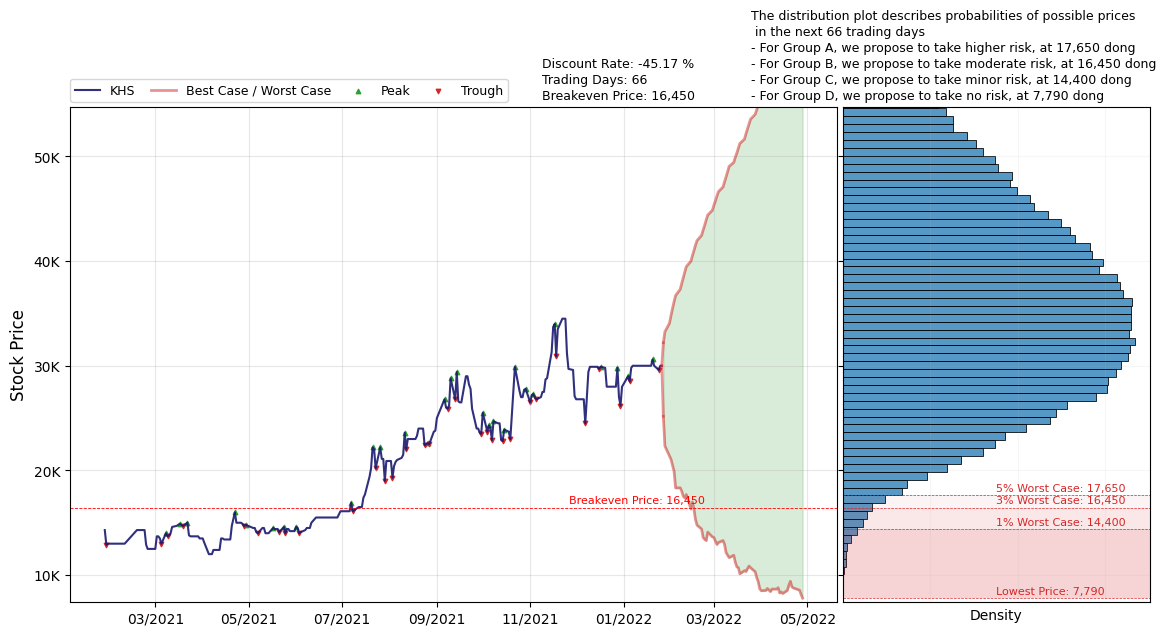 The distribution plot describes probabilities of possible prices
in the next 66 trading days
- For Group A, we propose to take higher risk, at 17,650 dong
- For Group B, we propose to take moderate risk, at 16,450 dong
- For Group C, we propose to take minor risk, at 14,400 dong
- For Group D, we propose to take no risk, at 7,790 dong
Discount Rate: -45.17 %
Trading Days: 66
Breakeven Price: 16,450
KHS
Best Case / Worst Case
Peak
Trough
Stock Price
50K
40K
30K
20K
10K
Breakeven Price: 16,450
03/2021
05/2021
07/2021
09/2021
11/2021
01/2022
03/2022
05/2022
5% Worst Case: 17,650
3% Worst Case: 16,450
1% Worst Case: 14,400
Lowest Price: 7,790
Density